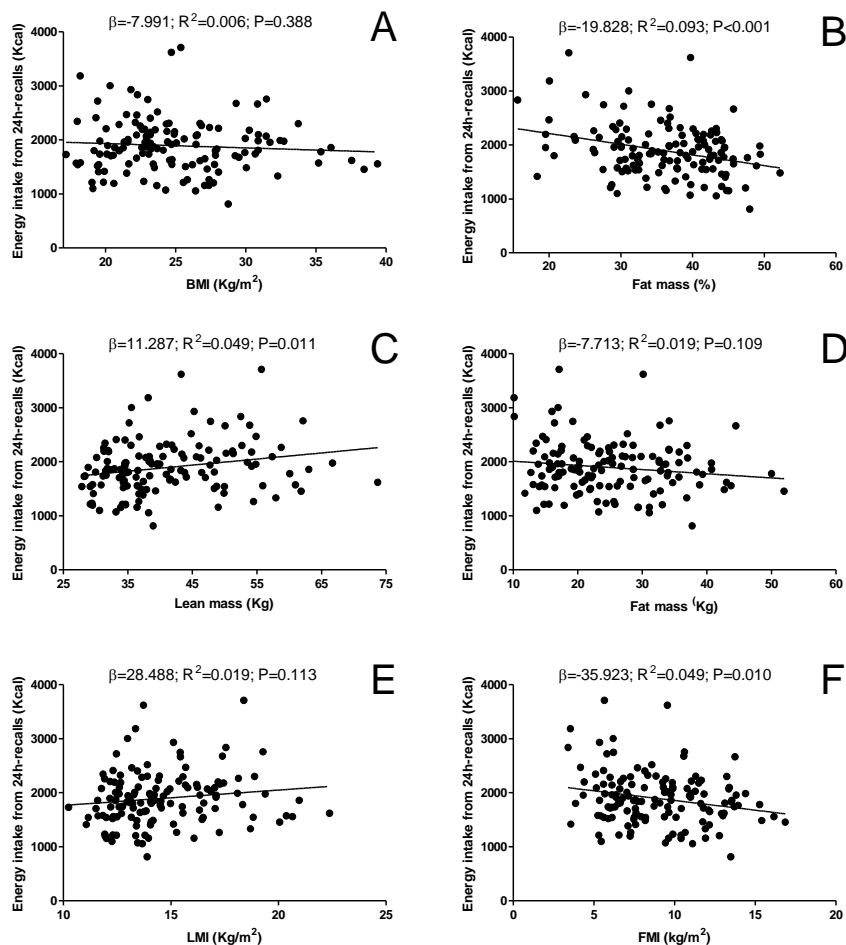 β=-7.991; R²=0.006; P=0.388
A
Energy intake from 24h-recalls (Kcal)
4000
3000
2000
1000
0
20 25 30 35 40
BMI (Kg/m²)
β=-19.828; R²=0.093; P<0.001
B
Energy intake from 24h-recalls (Kcal)
4000
3000
2000
1000
0
20 30 40 50 60
Fat mass (%)
β=11.287; R²=0.049; P=0.011
C
Energy intake from 24h-recalls (Kcal)
4000
3000
2000
1000
0
25 35 45 55 65 75
Lean mass (Kg)
β=-7.713; R²=0.019; P=0.109
D
Energy intake from 24h-recalls (Kcal)
4000
3000
2000
1000
0
10 20 30 40 50 60
Fat mass (Kg)
β=28.488; R²=0.019; P=0.113
E
Energy intake from 24h-recalls (Kcal)
4000
3000
2000
1000
0
10 15 20 25
LMI (Kg/m²)
β=-35.923; R²=0.049; P=0.010
F
Energy intake from 24h-recalls (Kcal)
4000
3000
2000
1000
0
0 5 10 15 20
FMI (kg/m²)